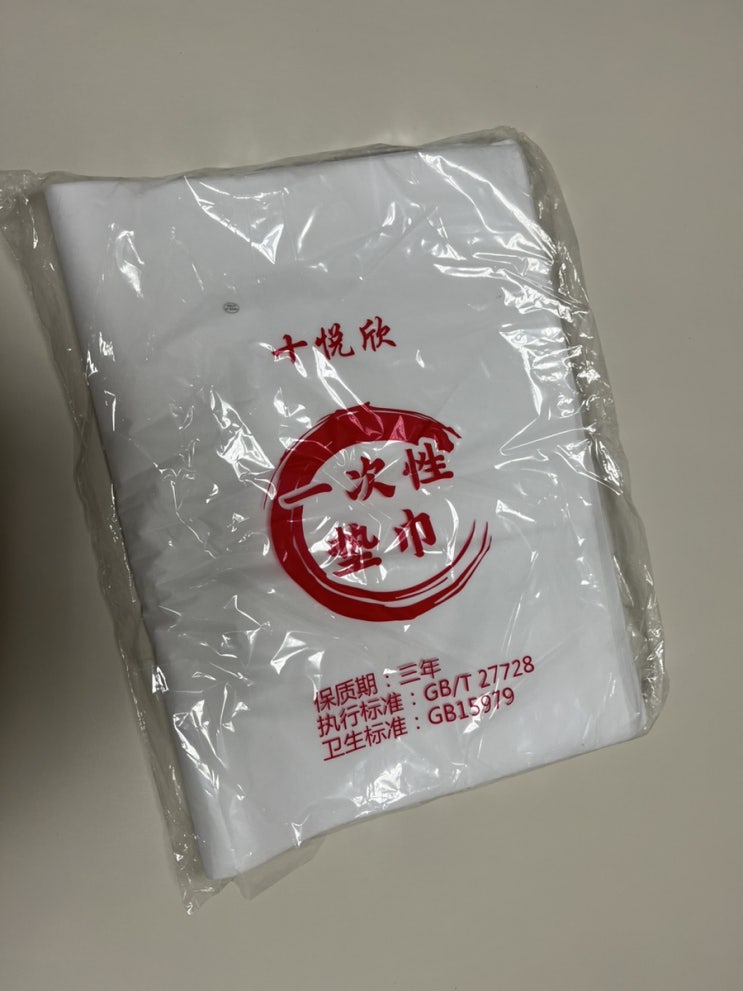 十悦欣
一次性
垫巾
保质期：三年
执行标准：GB/T 27728
卫生标准：GB15979